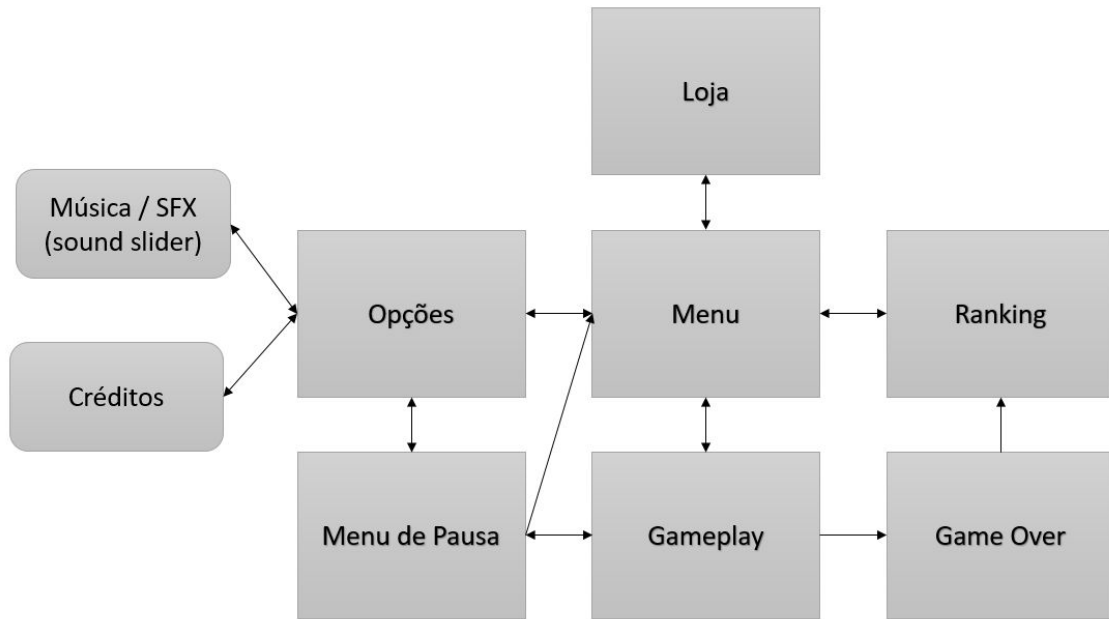 Loja
Música / SFX
(sound slider)
Opções
Menu
Ranking
Créditos
Menu de Pausa
Gameplay
Game Over